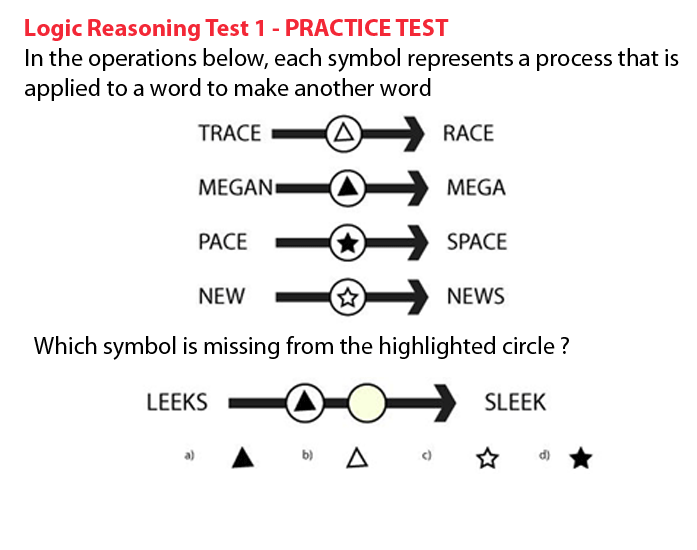 Logic Reasoning Test 1 - PRACTICE TEST
In the operations below, each symbol represents a process that is
applied to a word to make another word
TRACE RACE
MEGAN MEGA
PACE SPACE
NEW NEWS
Which symbol is missing from the highlighted circle ?
LEEKS SLEEK
a) b) c) d)